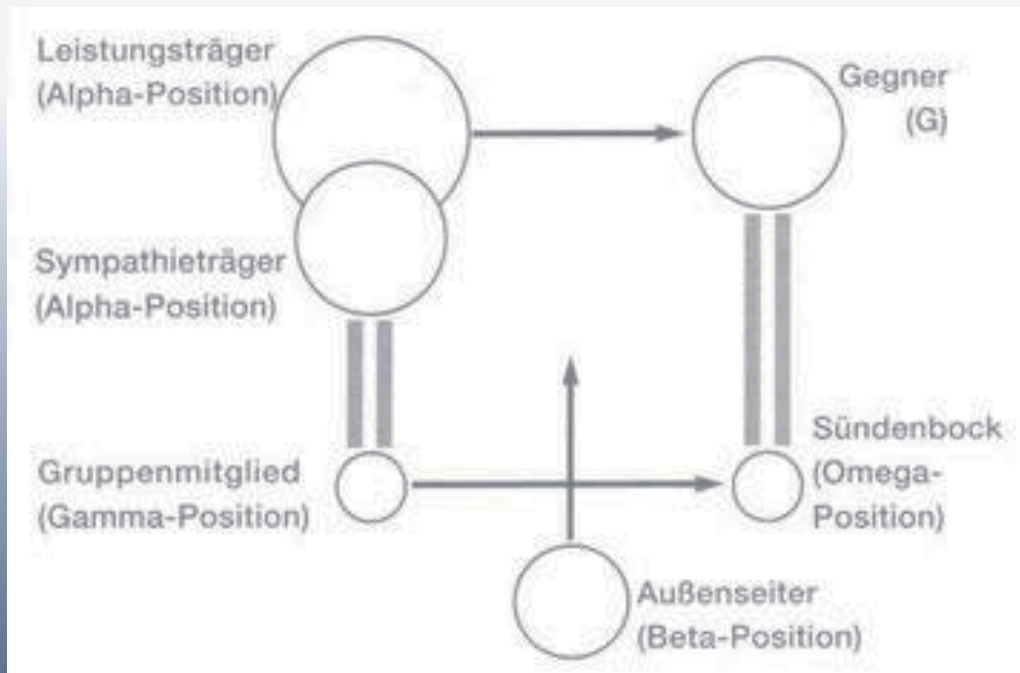 Leistungsträger
(Alpha-Position)
Gegner
(G)
Sympathieträger
(Alpha-Position)
Gruppenmitglied
(Gamma-Position)
Sündenbock
(Omega-
Position)
Außenseiter
(Beta-Position)